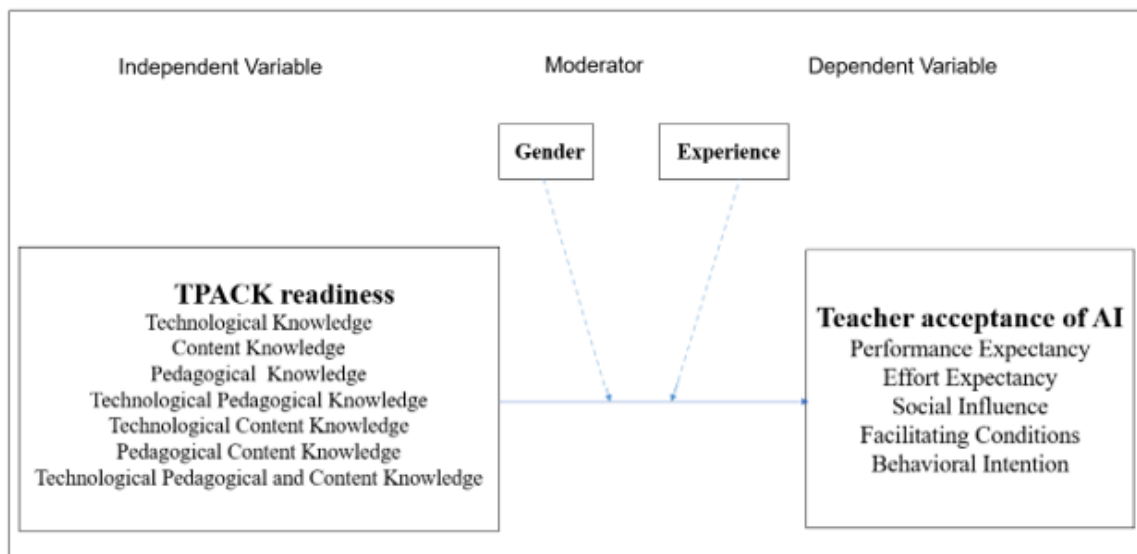 Independent Variable
Moderator
Dependent Variable
Gender
Experience
TPACK readiness
Technological Knowledge
Content Knowledge
Pedagogical Knowledge
Technological Pedagogical Knowledge
Technological Content Knowledge
Pedagogical Content Knowledge
Technological Pedagogical and Content Knowledge
Teacher acceptance of AI
Performance Expectancy
Effort Expectancy
Social Influence
Facilitating Conditions
Behavioral Intention